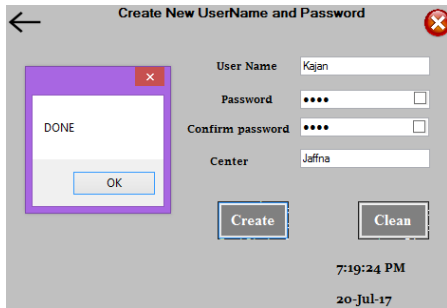 Create New UserName and Password
User Name Kajan
Password ••••
Confirm password ••••
Center Jaffna
DONE
OK
Create Clean
7:19:24 PM
20-Jul-17